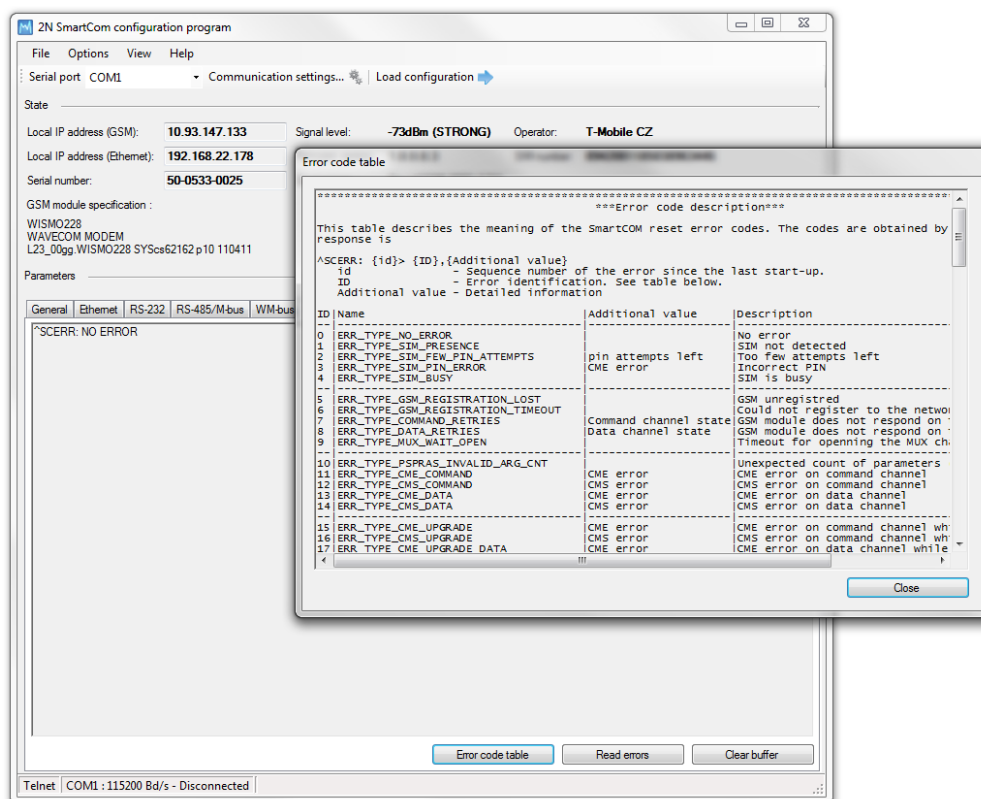 2N SmartCom configuration program
File Options View Help
Serial port COM1 Communication settings... Load configuration
State
Local IP address (GSM): 10.93.147.133 Signal level: -73dBm (STRONG) Operator: T-Mobile CZ
Local IP address (Ethernet): 192.168.22.178
Serial number: 50-0533-0025
GSM module specification :
WISMO228
WAVECOM MODEM
L23_00gg.WISMO228 SYScs62162 p10 110411
Parameters
General Ethernet RS-232 RS-485/M-bus WM-bus
^SCERR: NO ERROR
Error code table
***Error code description***
This table describes the meaning of the SmartCOM reset error codes. The codes are obtained by
response is
^SCERR: {id}> {ID},{Additional value}
id - Sequence number of the error since the last start-up.
ID - Error identification. See table below.
Additional value - Detailed information
ID|Name |Additional value |Description
0 |ERR_TYPE_NO_ERROR | |No error
1 |ERR_TYPE_SIM_PRESENCE | |SIM not detected
2 |ERR_TYPE_SIM_FEW_PIN_ATTEMPTS |pin attempts left |Too few attempts left
3 |ERR_TYPE_SIM_PIN_ERROR |CME error |Incorrect PIN
4 |ERR_TYPE_SIM_BUSY | |SIM is busy
5 |ERR_TYPE_GSM_REGISTRATION_LOST | |GSM unregistred
6 |ERR_TYPE_GSM_REGISTRATION_TIMEOUT | |Could not register to the netwo
7 |ERR_TYPE_COMMAND_RETRIES |Command channel state|GSM module does not respond on
8 |ERR_TYPE_DATA_RETRIES |Data channel state |GSM module does not respond on
9 |ERR_TYPE_MUX_WAIT_OPEN | |Timeout for openning the MUX ch
10|ERR_TYPE_PSPRAS_INVALID_ARG_CNT | |Unexpected count of parameters
11|ERR_TYPE_CME_COMMAND |CME error |CME error on command channel
12|ERR_TYPE_CMS_COMMAND |CMS error |CMS error on command channel
13|ERR_TYPE_CME_DATA |CME error |CME error on data channel
14|ERR_TYPE_CMS_DATA |CMS error |CMS error on data channel
15|ERR_TYPE_CME_UPGRADE |CME error |CME error on command channel wh
16|ERR_TYPE_CMS_UPGRADE |CMS error |CMS error on command channel wh
17|ERR_TYPE_CME_UPGRADE_DATA |CME error |CME error on data channel while
Close
Error code table Read errors Clear buffer
Telnet COM1 : 115200 Bd/s - Disconnected